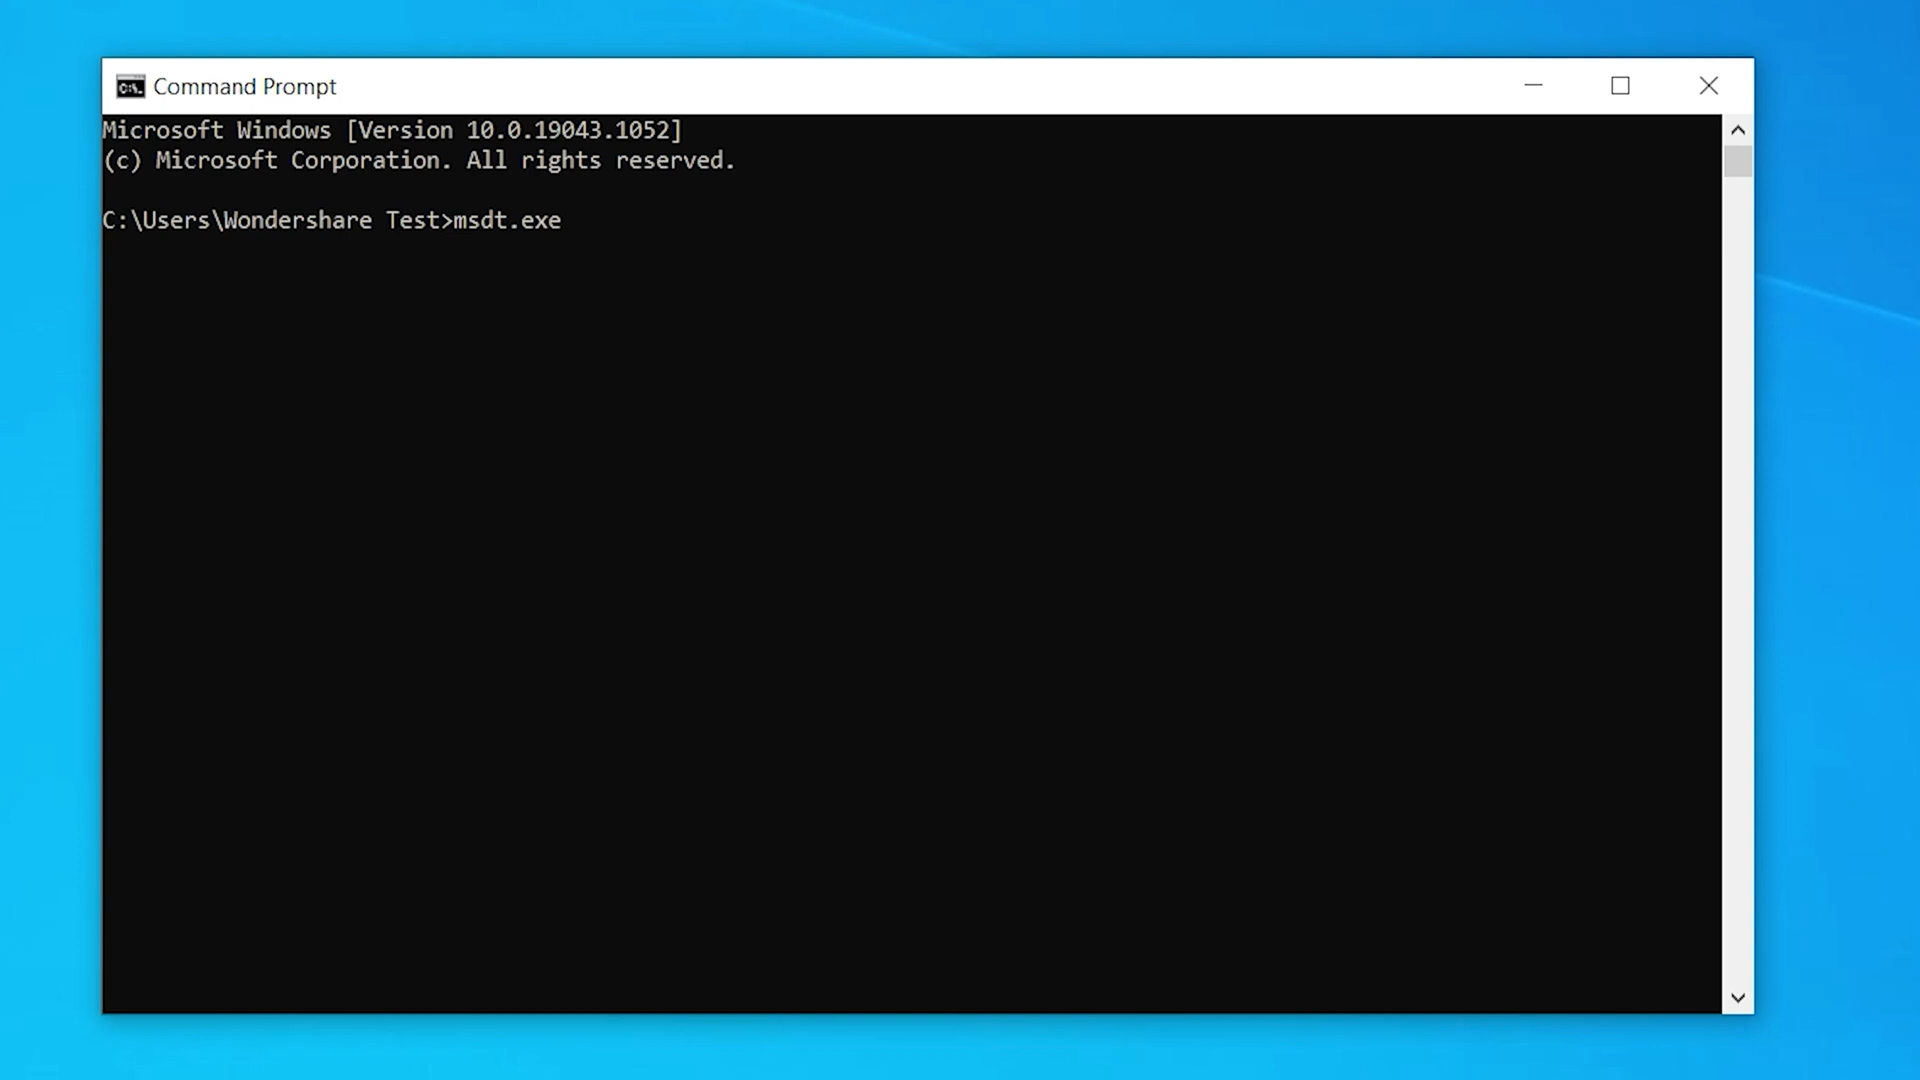 Command Prompt
Microsoft Windows [Version 10.0.19043.1052]
(c) Microsoft Corporation. All rights reserved.
C:\Users\Wondershare Test>msdt.exe